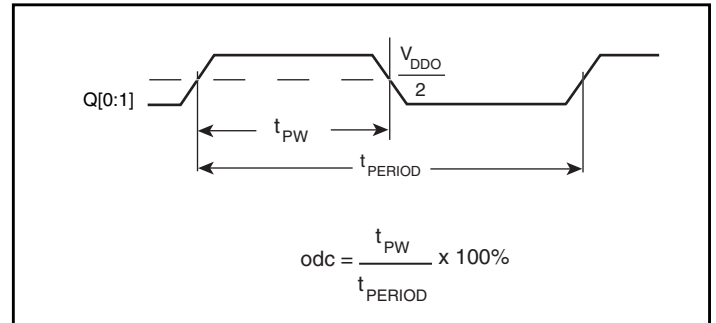 V_DDO
2
Q[0:1]
t_PW
t_PERIOD
odc = t_PW / t_PERIOD x 100%